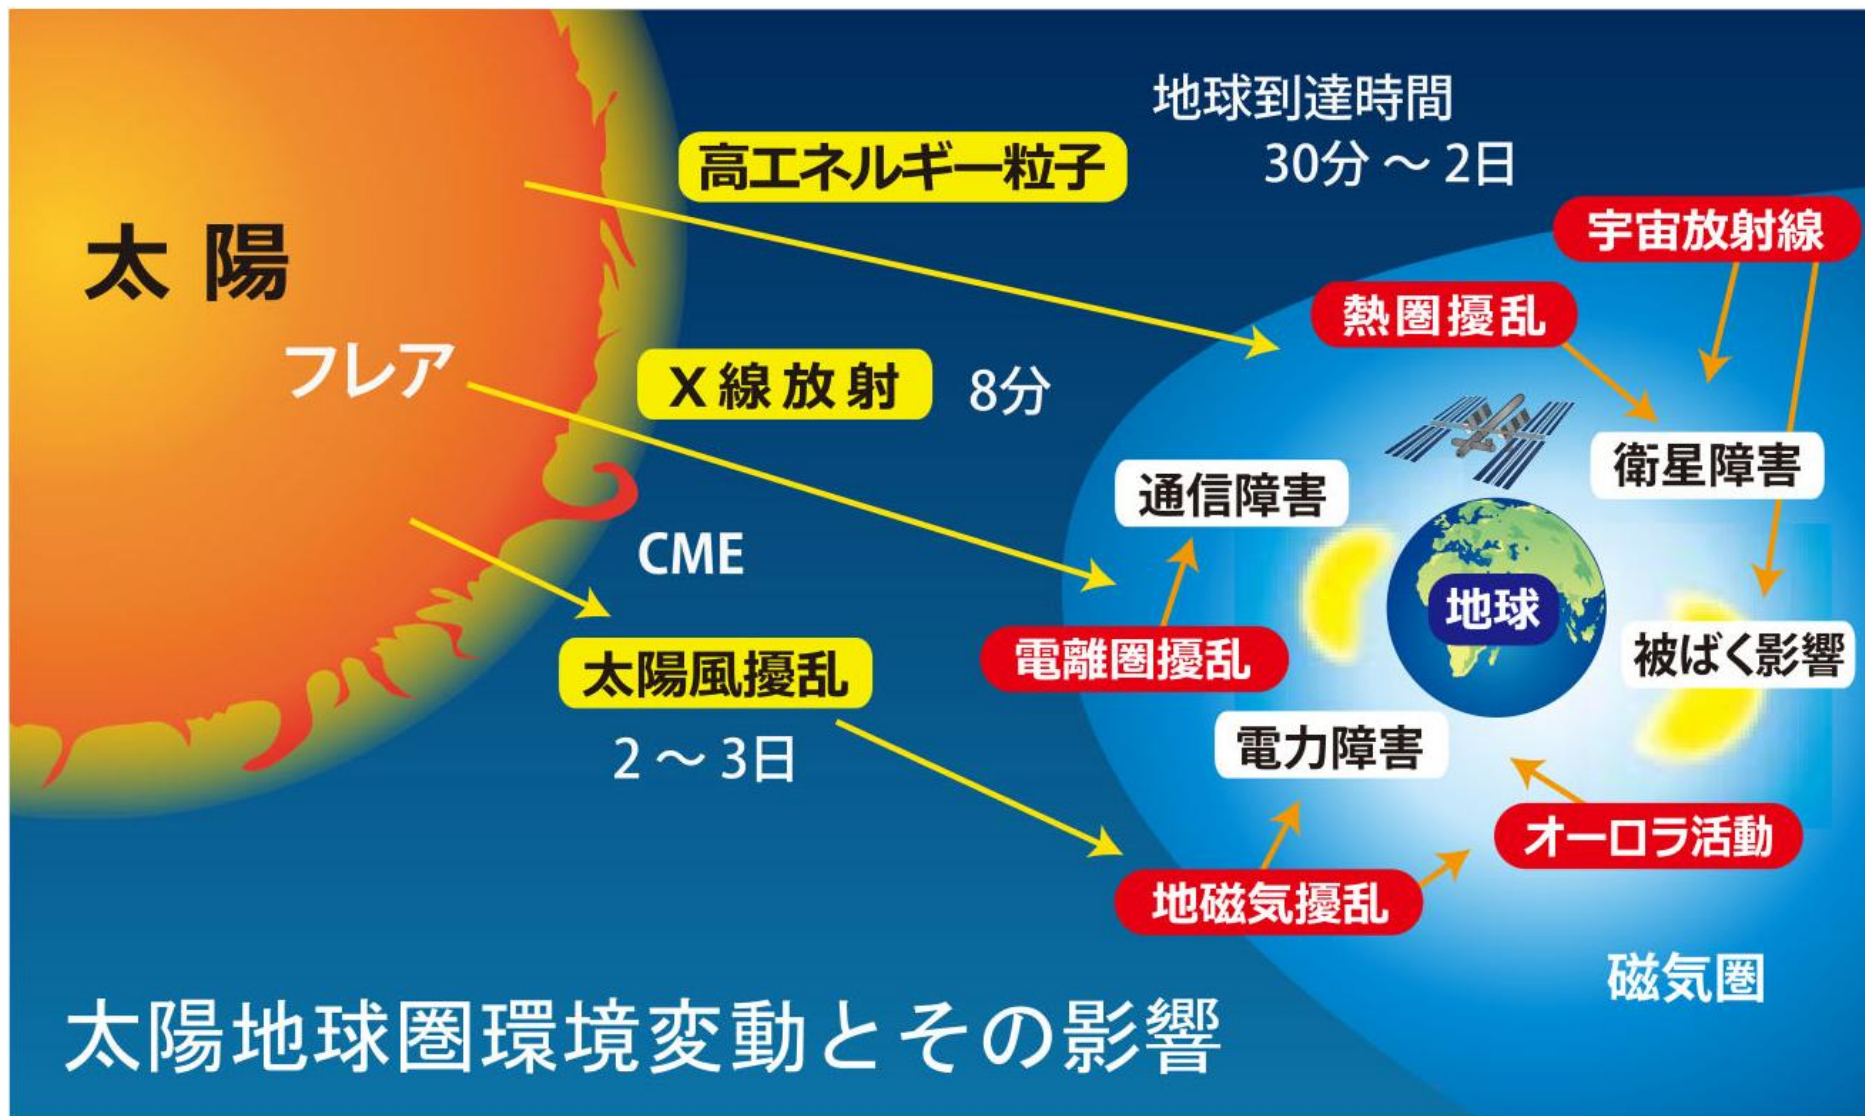 地球到達時間
30分 ～ 2日
高エネルギー粒子
宇宙放射線
太 陽
熱圏擾乱
フレア
X 線 放 射
8分
衛星障害
通信障害
CME
地球
電離圏擾乱
被ばく影響
太陽風擾乱
2 ～ 3日
電力障害
オーロラ活動
地磁気擾乱
磁気圏
太陽地球圏環境変動とその影響